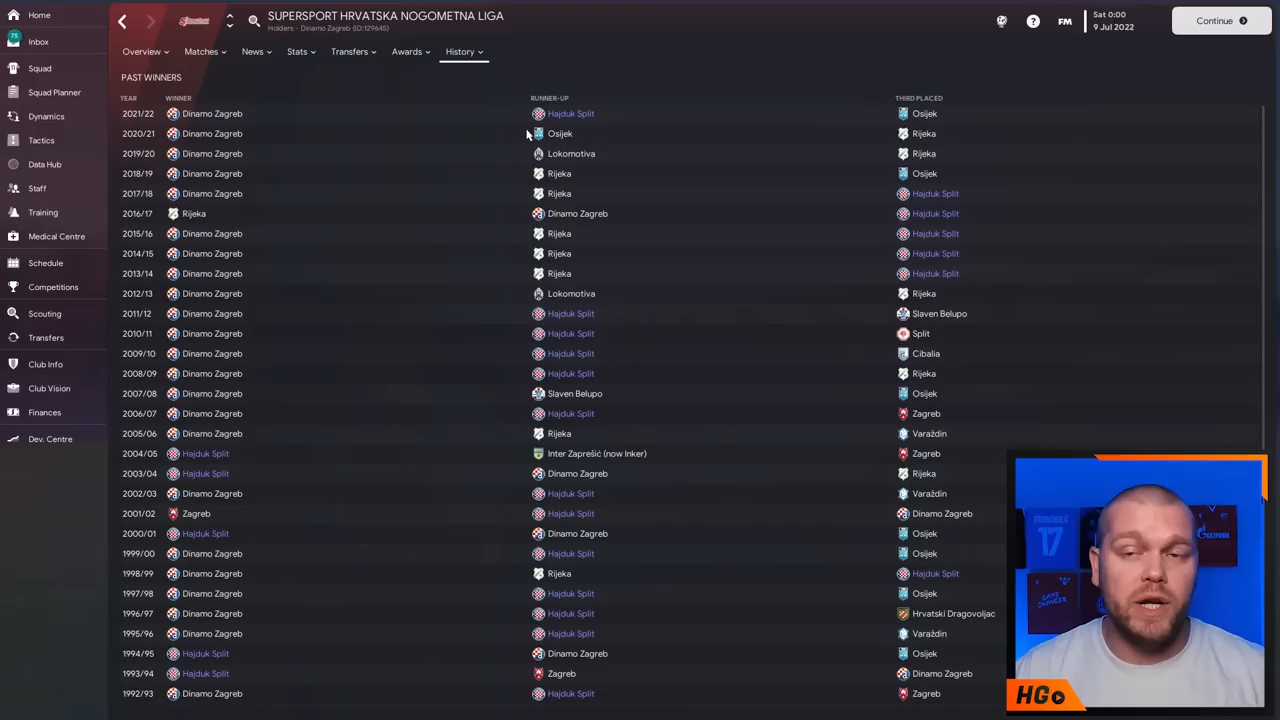 Home
75
Inbox
Squad
Squad Planner
Dynamics
Tactics
Data Hub
Staff
Training
Medical Centre
Schedule
Competitions
Scouting
Transfers
Club Info
Club Vision
Finances
Dev. Centre
SUPERSPORT HRVATSKA NOGOMETNA LIGA
Holders - Dinamo Zagreb (ID:129645)
?
FM
Sat 0:00
9 Jul 2022
Continue
Overview Matches News Stats Transfers Awards History
PAST WINNERS
YEAR WINNER RUNNER-UP THIRD PLACED
2021/22 Dinamo Zagreb Hajduk Split Osijek
2020/21 Dinamo Zagreb Osijek Rijeka
2019/20 Dinamo Zagreb Lokomotiva Rijeka
2018/19 Dinamo Zagreb Rijeka Osijek
2017/18 Dinamo Zagreb Rijeka Hajduk Split
2016/17 Rijeka Dinamo Zagreb Hajduk Split
2015/16 Dinamo Zagreb Rijeka Hajduk Split
2014/15 Dinamo Zagreb Rijeka Hajduk Split
2013/14 Dinamo Zagreb Rijeka Hajduk Split
2012/13 Dinamo Zagreb Lokomotiva Rijeka
2011/12 Dinamo Zagreb Hajduk Split Slaven Belupo
2010/11 Dinamo Zagreb Hajduk Split Split
2009/10 Dinamo Zagreb Hajduk Split Cibalia
2008/09 Dinamo Zagreb Hajduk Split Rijeka
2007/08 Dinamo Zagreb Slaven Belupo Osijek
2006/07 Dinamo Zagreb Hajduk Split Zagreb
2005/06 Dinamo Zagreb Rijeka Varaždin
2004/05 Hajduk Split Inter Zaprešić (now Inker) Zagreb
2003/04 Hajduk Split Dinamo Zagreb Rijeka
2002/03 Dinamo Zagreb Hajduk Split Varaždin
2001/02 Zagreb Hajduk Split Dinamo Zagreb
2000/01 Hajduk Split Dinamo Zagreb Osijek
1999/00 Dinamo Zagreb Hajduk Split Osijek
1998/99 Dinamo Zagreb Rijeka Hajduk Split
1997/98 Dinamo Zagreb Hajduk Split Osijek
1996/97 Dinamo Zagreb Hajduk Split Hrvatski Dragovoljac
1995/96 Dinamo Zagreb Hajduk Split Varaždin
1994/95 Hajduk Split Dinamo Zagreb Osijek
1993/94 Hajduk Split Zagreb Dinamo Zagreb
1992/93 Dinamo Zagreb Hajduk Split Zagreb
IMMOBILE
17
GAZPROM
GAME
CHANGER
HGO